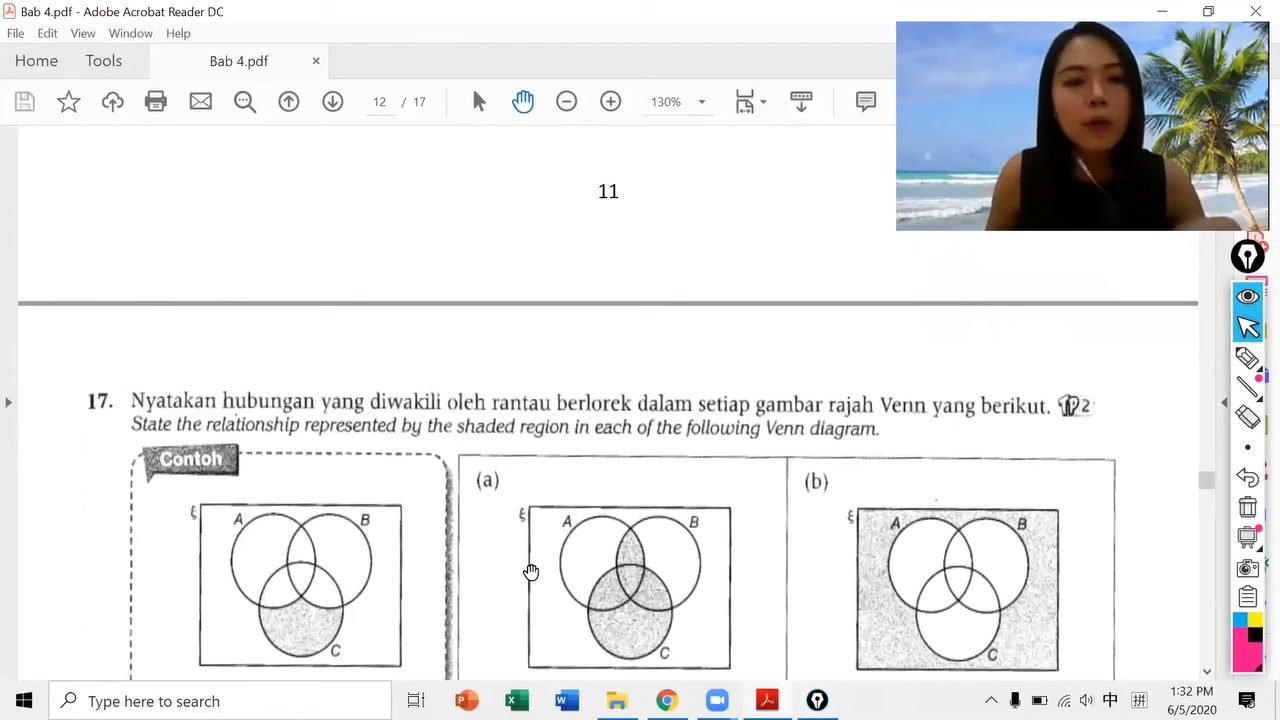 Bab 4.pdf - Adobe Acrobat Reader DC
File Edit View Window Help
Home Tools Bab 4.pdf
12 / 17 130%
11
17. Nyatakan hubungan yang diwakili oleh rantau berlorek dalam setiap gambar rajah Venn yang berikut. 2
State the relationship represented by the shaded region in each of the following Venn diagram.
Contoh
ξ A B C
(a)
ξ A B C
(b)
ξ A B C
Type here to search
中 拼
1:32 PM
6/5/2020